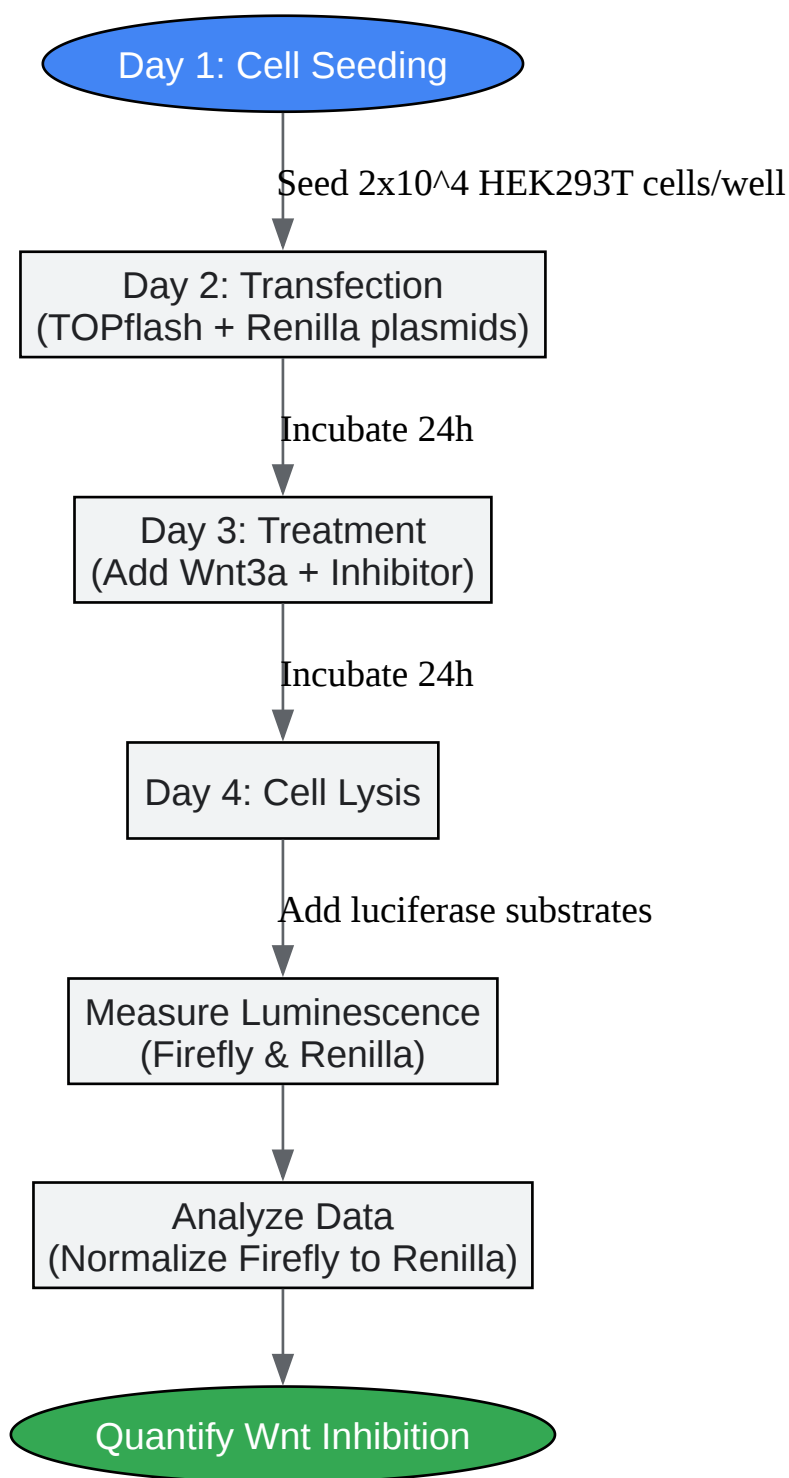 Day 1: Cell Seeding
Seed 2x10^4 HEK293T cells/well
Day 2: Transfection
(TOPflash + Renilla plasmids)
Incubate 24h
Day 3: Treatment
(Add Wnt3a + Inhibitor)
Incubate 24h
Day 4: Cell Lysis
Add luciferase substrates
Measure Luminescence
(Firefly & Renilla)
Analyze Data
(Normalize Firefly to Renilla)
Quantify Wnt Inhibition